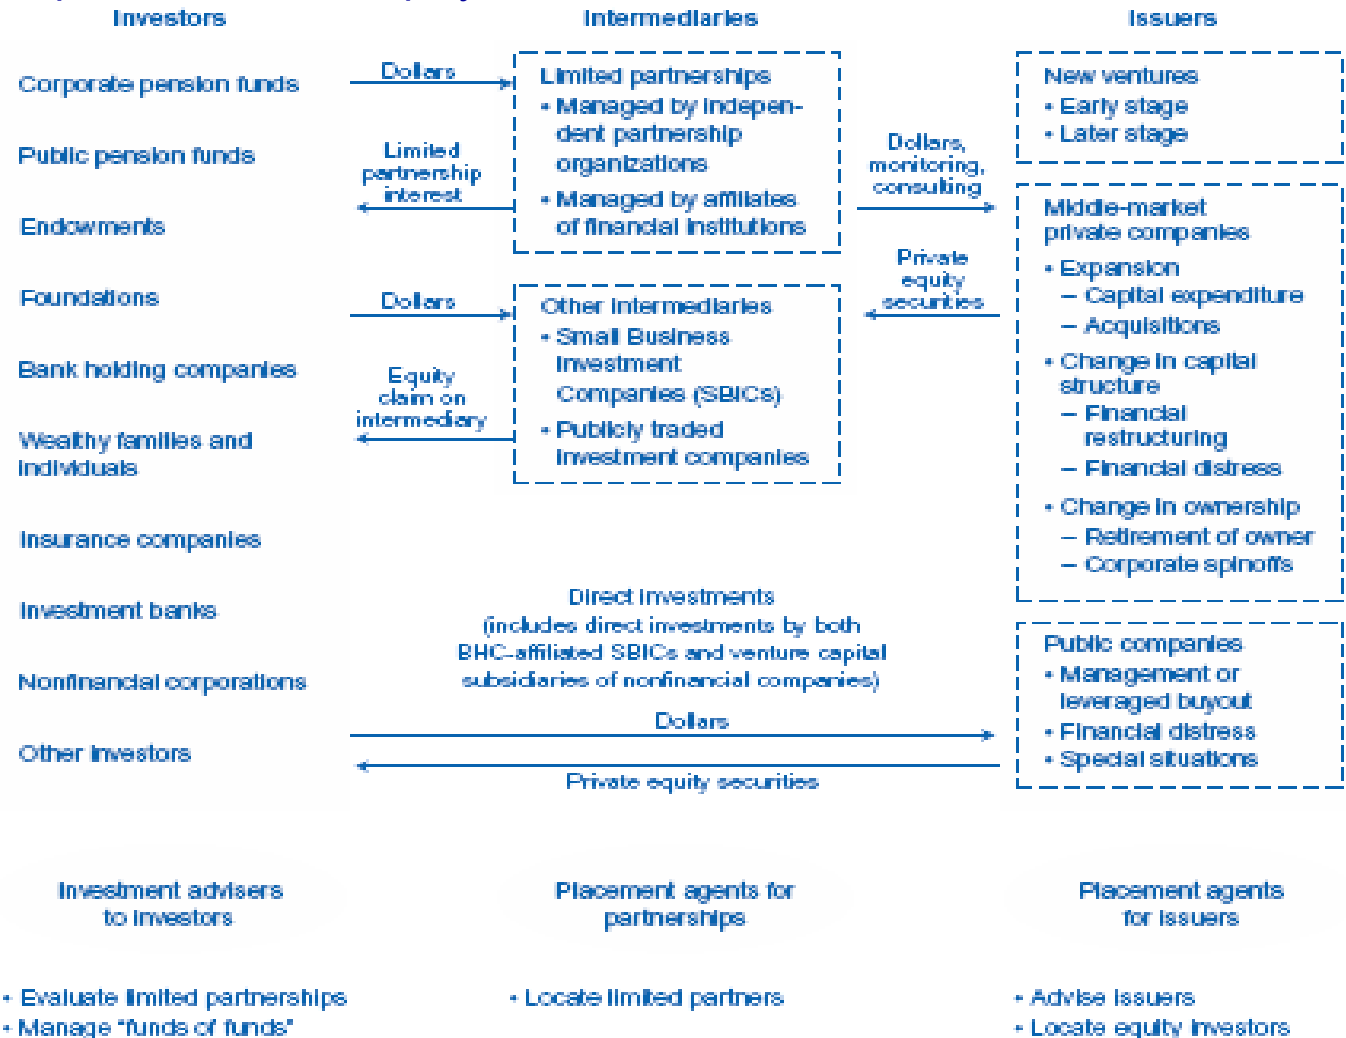 Investors
Corporate pension funds
Public pension funds
Endowments
Foundations
Bank holding companies
Wealthy families and
individuals
Insurance companies
Investment banks
Nonfinancial corporations
Other investors
Dollars
Limited
partnership
interest
Dollars
Equity
claim on
intermediary
Intermediaries
Limited partnerships
• Managed by indepen-
dent partnership
organizations
• Managed by affiliates
of financial institutions
Other intermediaries
• Small Business
Investment
Companies (SBICs)
• Publicly traded
investment companies
Dollars,
monitoring,
consulting
Private
equity
securities
Issuers
New ventures
• Early stage
• Later stage
Middle-market
private companies
• Expansion
– Capital expenditure
– Acquisitions
• Change in capital
structure
– Financial
restructuring
– Financial distress
• Change in ownership
– Retirement of owner
– Corporate spinoffs
Public companies
• Management or
leveraged buyout
• Financial distress
• Special situations
Direct investments
(includes direct investments by both
BHC-affiliated SBICs and venture capital
subsidiaries of nonfinancial companies)
Dollars
Private equity securities
Investment advisers
to investors
• Evaluate limited partnerships
• Manage "funds of funds"
Placement agents for
partnerships
• Locate limited partners
Placement agents
for issuers
• Advise issuers
• Locate equity investors